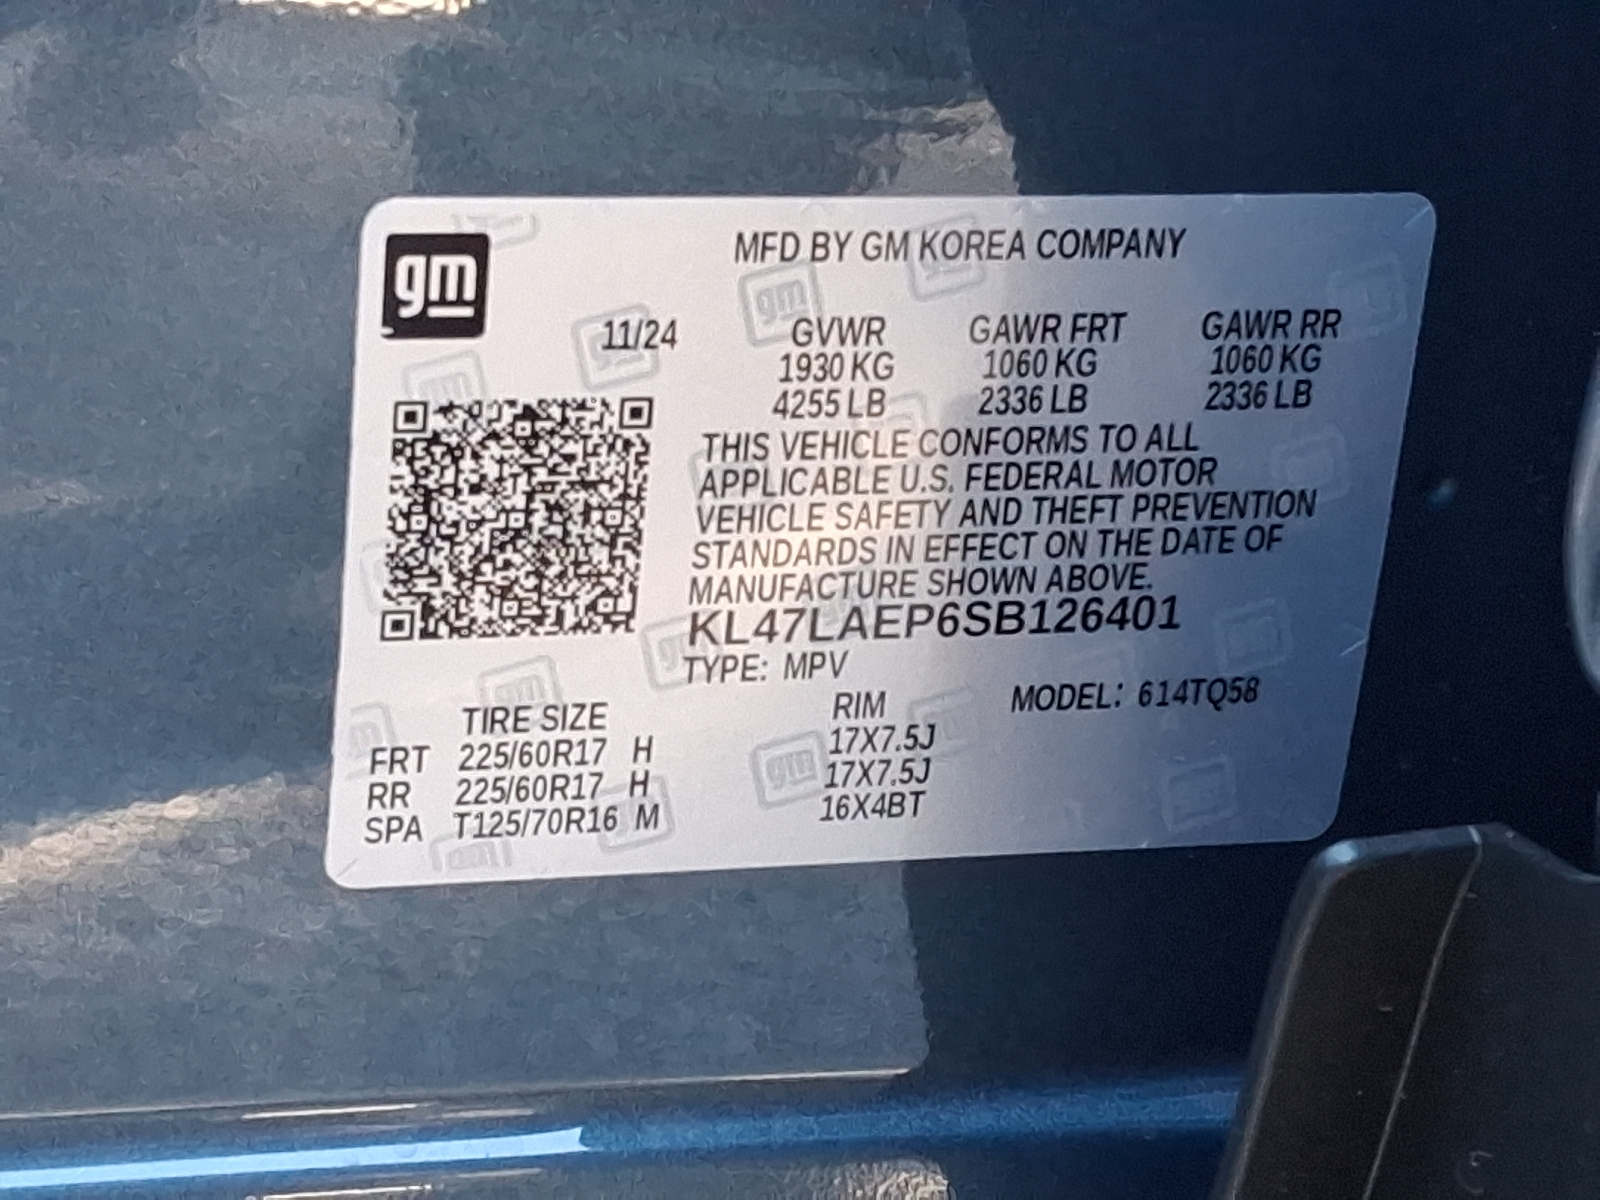 gm
MFD BY GM KOREA COMPANY
11/24 GVWR GAWR FRT GAWR RR
1930 KG 1060 KG 1060 KG
4255 LB 2336 LB 2336 LB
THIS VEHICLE CONFORMS TO ALL
APPLICABLE U.S. FEDERAL MOTOR
VEHICLE SAFETY AND THEFT PREVENTION
STANDARDS IN EFFECT ON THE DATE OF
MANUFACTURE SHOWN ABOVE.
KL47LAEP6SB126401
TYPE: MPV
TIRE SIZE RIM MODEL: 614TQ58
FRT 225/60R17 H 17X7.5J
RR 225/60R17 H 17X7.5J
SPA T125/70R16 M 16X4BT